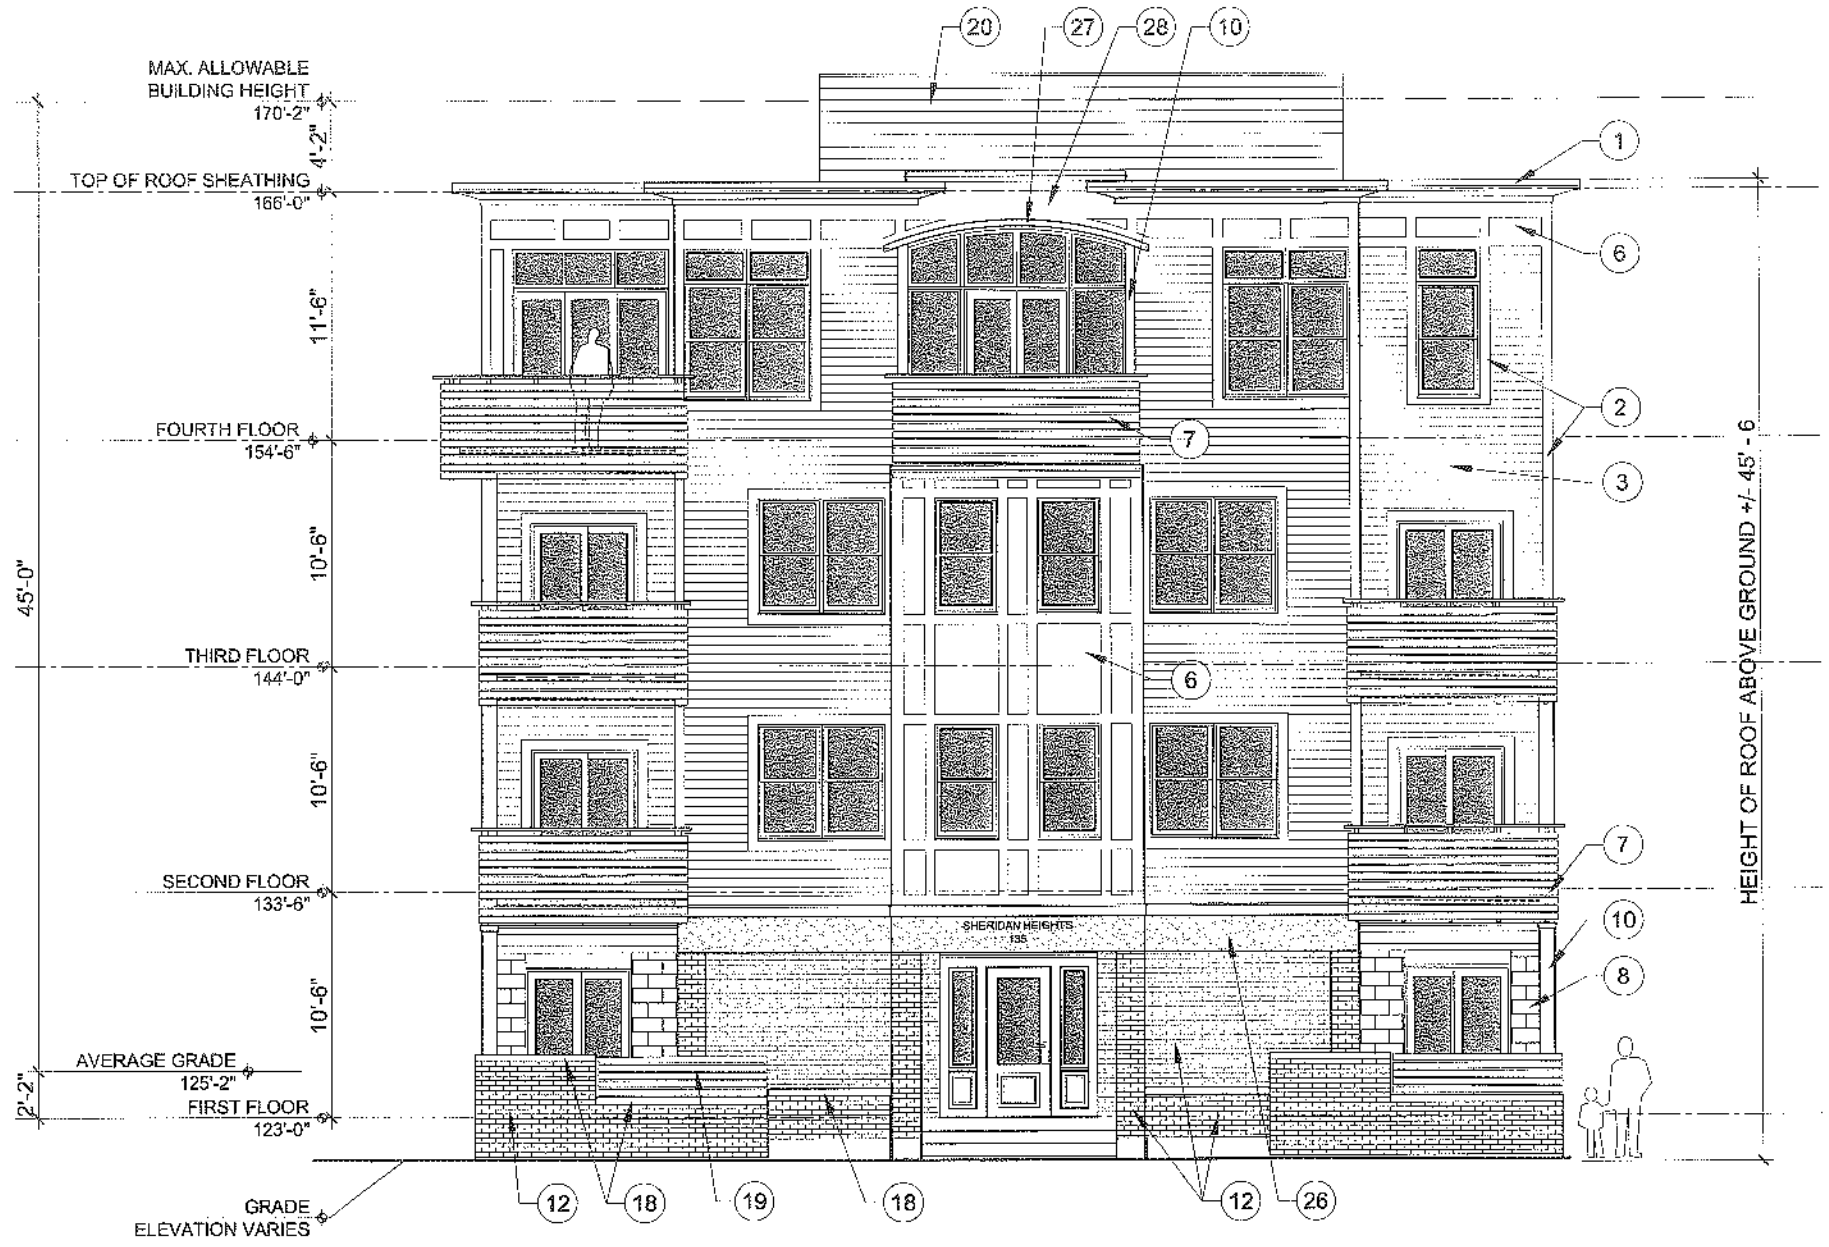 20
27
28
10
MAX. ALLOWABLE
BUILDING HEIGHT
170'-2"
4'-2"
1
TOP OF ROOF SHEATHING
166'-0"
6
11'-6"
2
7
FOURTH FLOOR
154'-6"
3
10'-6"
45'-0"
HEIGHT OF ROOF ABOVE GROUND +/- 45' - 6
THIRD FLOOR
144'-0"
6
10'-6"
7
SECOND FLOOR
133'-6"
SHERIDAN HEIGHTS
135
10
8
10'-6"
AVERAGE GRADE
125'-2"
2'-2"
FIRST FLOOR
123'-0"
12
18
19
18
12
26
GRADE
ELEVATION VARIES